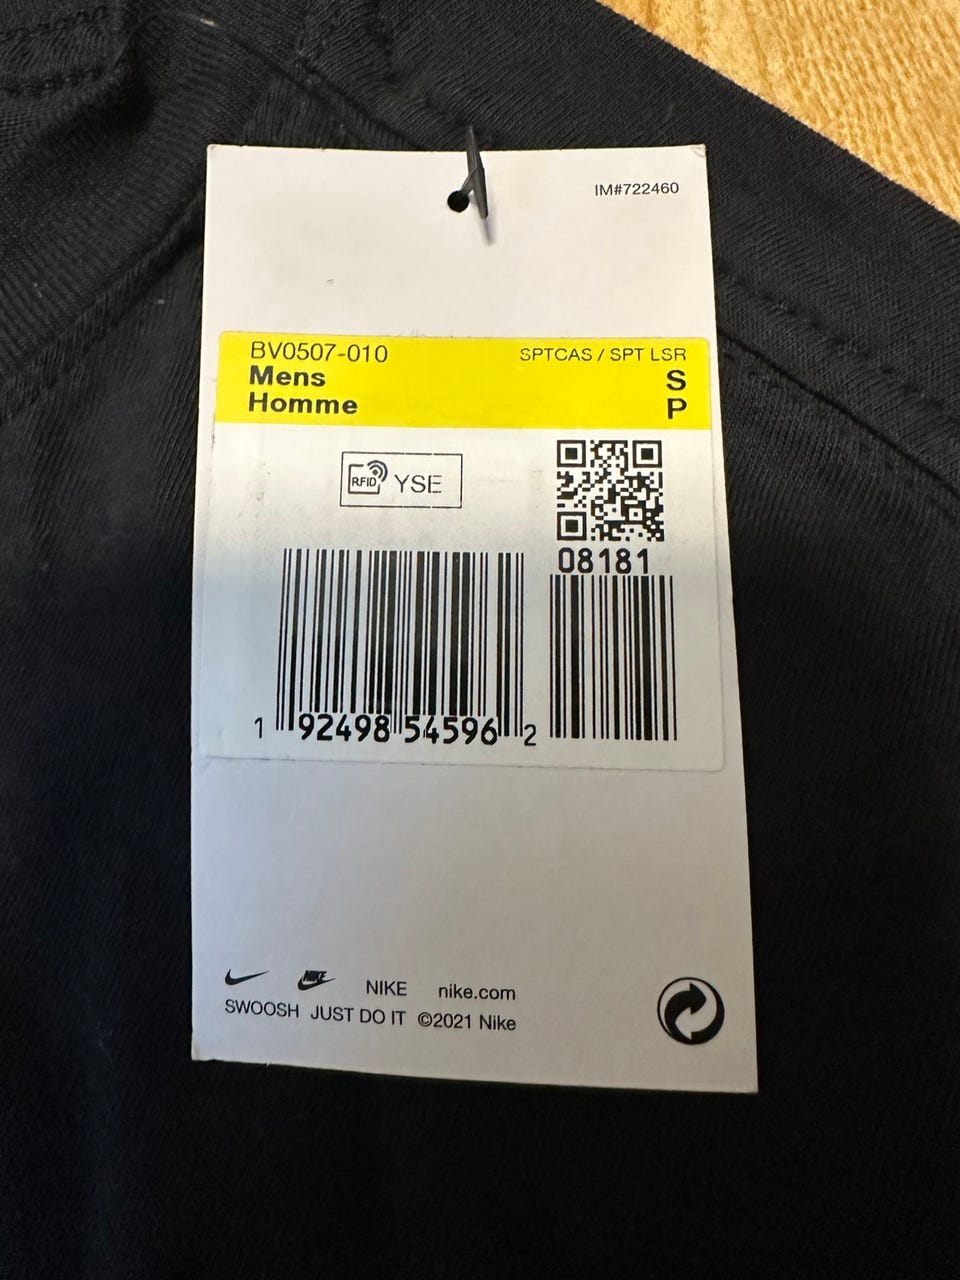 IM#722460
BV0507-010 SPTCAS / SPT LSR
Mens S
Homme P
RFID YSE
08181
1 92498 54596 2
NIKE NIKE nike.com
SWOOSH JUST DO IT ©2021 Nike